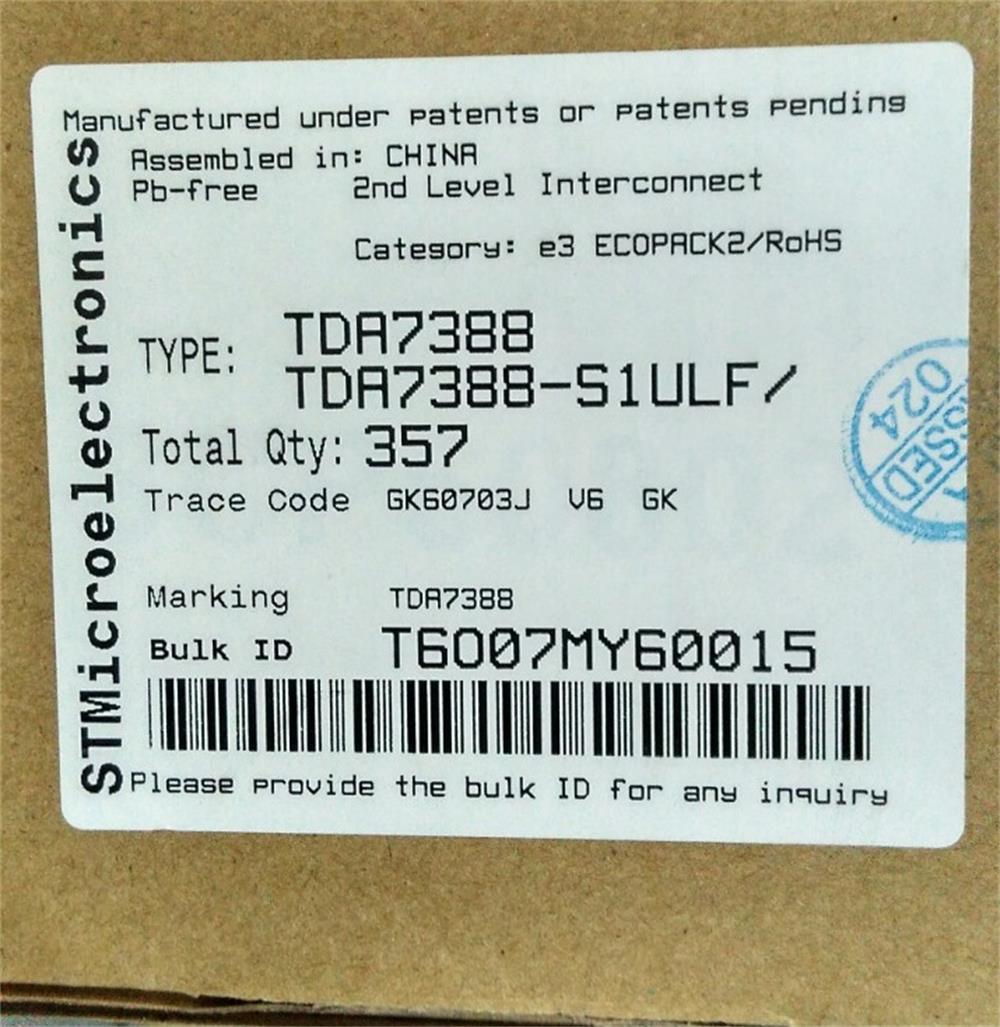 Manufactured under patents or patents pending
STMicroelectronics
Assembled in: CHINA
Pb-free 2nd Level Interconnect
Category: e3 ECOPACK2/RoHS
TYPE: TDA7388
TDA7388-S1ULF/
Total Qty: 357
Trace Code GK60703J V6 GK
Marking TDA7388
Bulk ID T6O07MY60015
Please provide the bulk ID for any inquiry
024